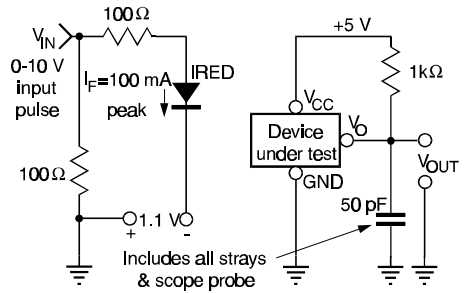 100Ω
V_IN
0-10 V
input
pulse
I_F=100 mA
peak
IRED
100Ω
1.1 V
+
-
+5 V
1kΩ
V_CC
Device
under test
V_O
GND
V_OUT
50 pF
Includes all strays
& scope probe